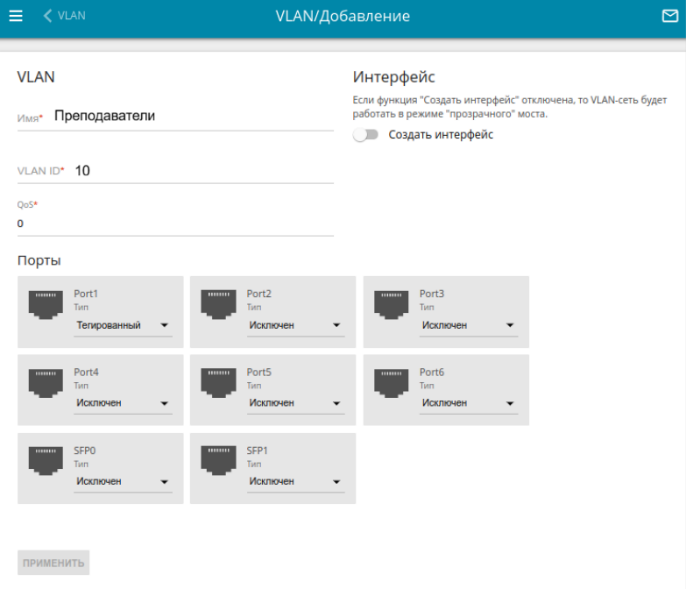 VLAN
VLAN/Добавление
VLAN
Имя* Преподаватели
VLAN ID* 10
QoS*
0
Интерфейс
Если функция "Создать интерфейс" отключена, то VLAN-сеть будет
работать в режиме "прозрачного" моста.
Создать интерфейс
Порты
Port1
Тип
Тегированный
Port2
Тип
Исключен
Port3
Тип
Исключен
Port4
Тип
Исключен
Port5
Тип
Исключен
Port6
Тип
Исключен
SFP0
Тип
Исключен
SFP1
Тип
Исключен
ПРИМЕНИТЬ